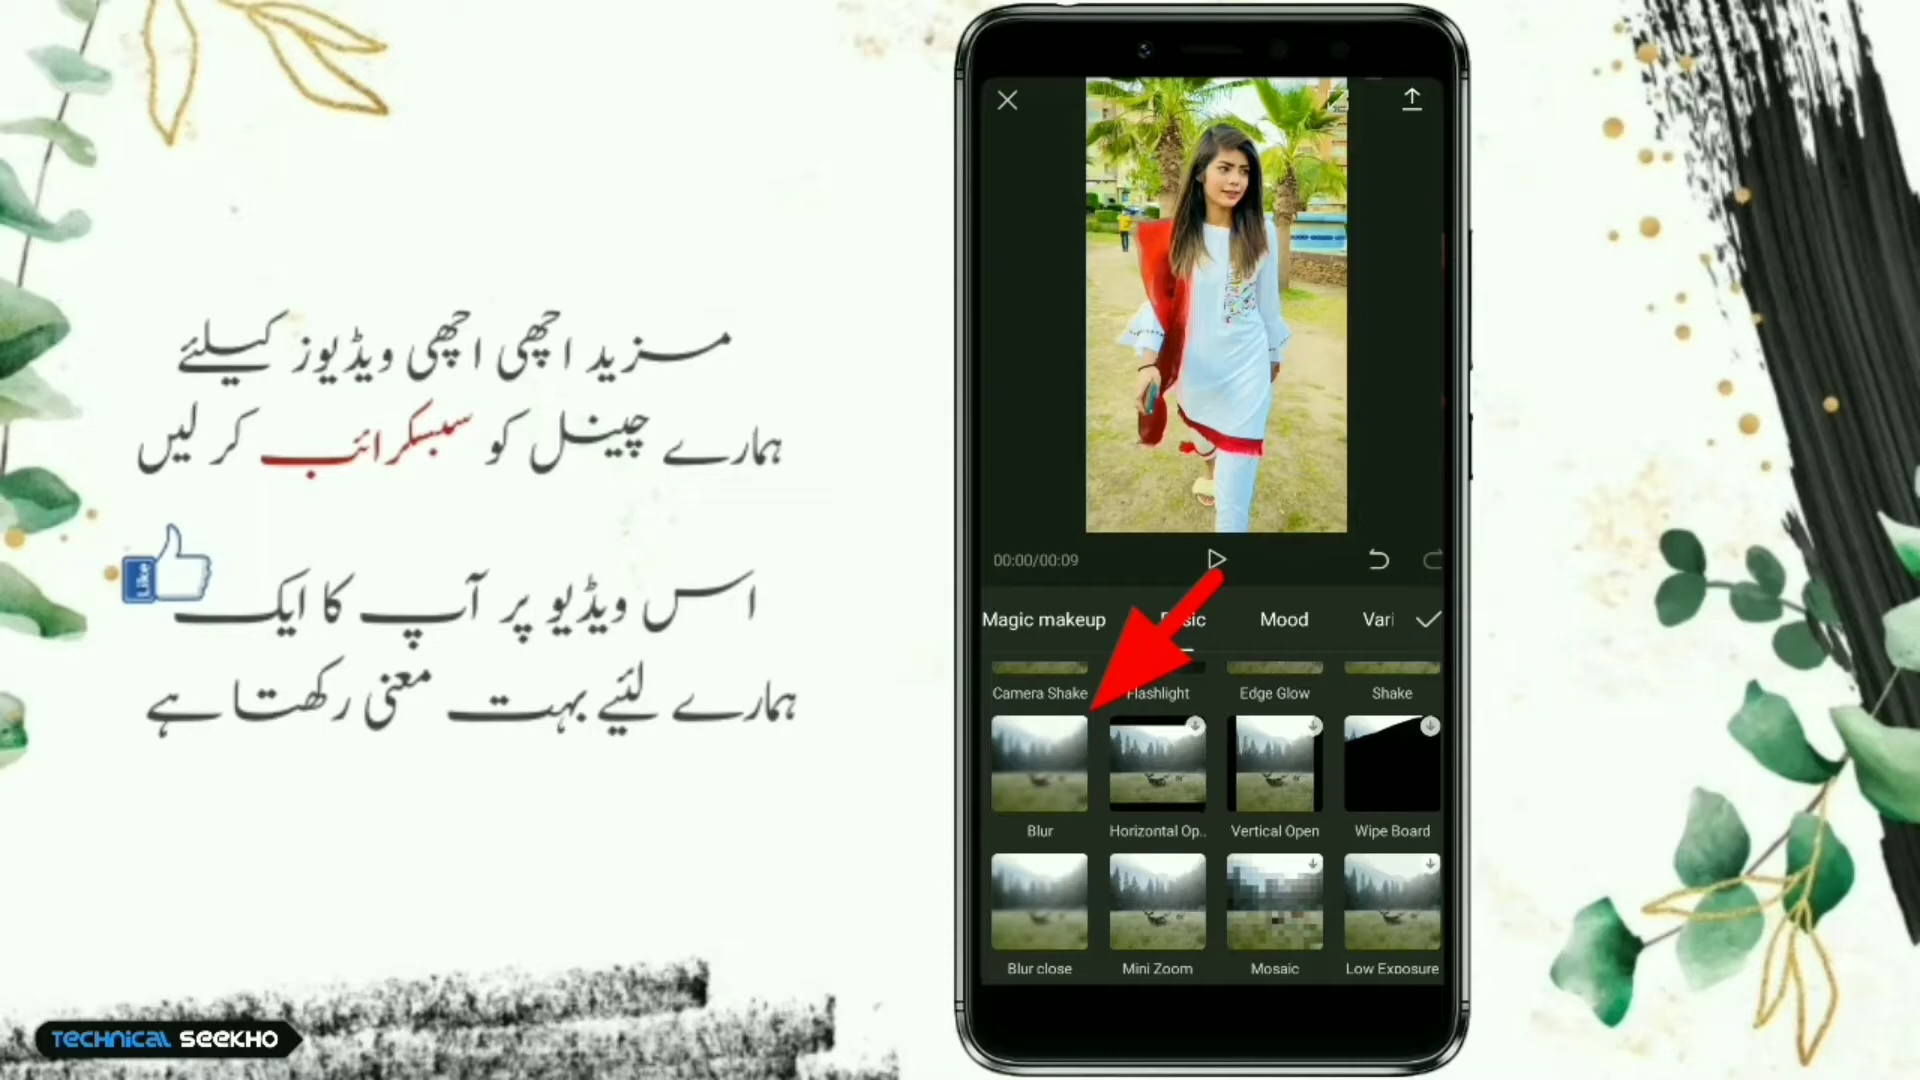 مزید اچھی اچھی ویڈیوز کیلئے
ہمارے چینل کو سبسکرائب کر لیں
Like
اس ویڈیو پر آپ کا ایک
ہمارے لئیے بہت معنی رکھتا ہے
TECHNICAL SEEKHO
00:00/00:09
Magic makeup
Mood
Vari
Camera Shake
Flashlight
Edge Glow
Shake
Blur
Horizontal Op..
Vertical Open
Wipe Board
Blur close
Mini Zoom
Mosaic
Low Exposure